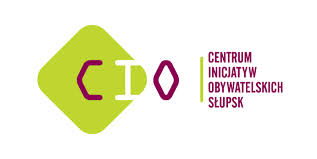 CIO
CENTRUM
INICJATYW
OBYWATELSKICH
SŁUPSK